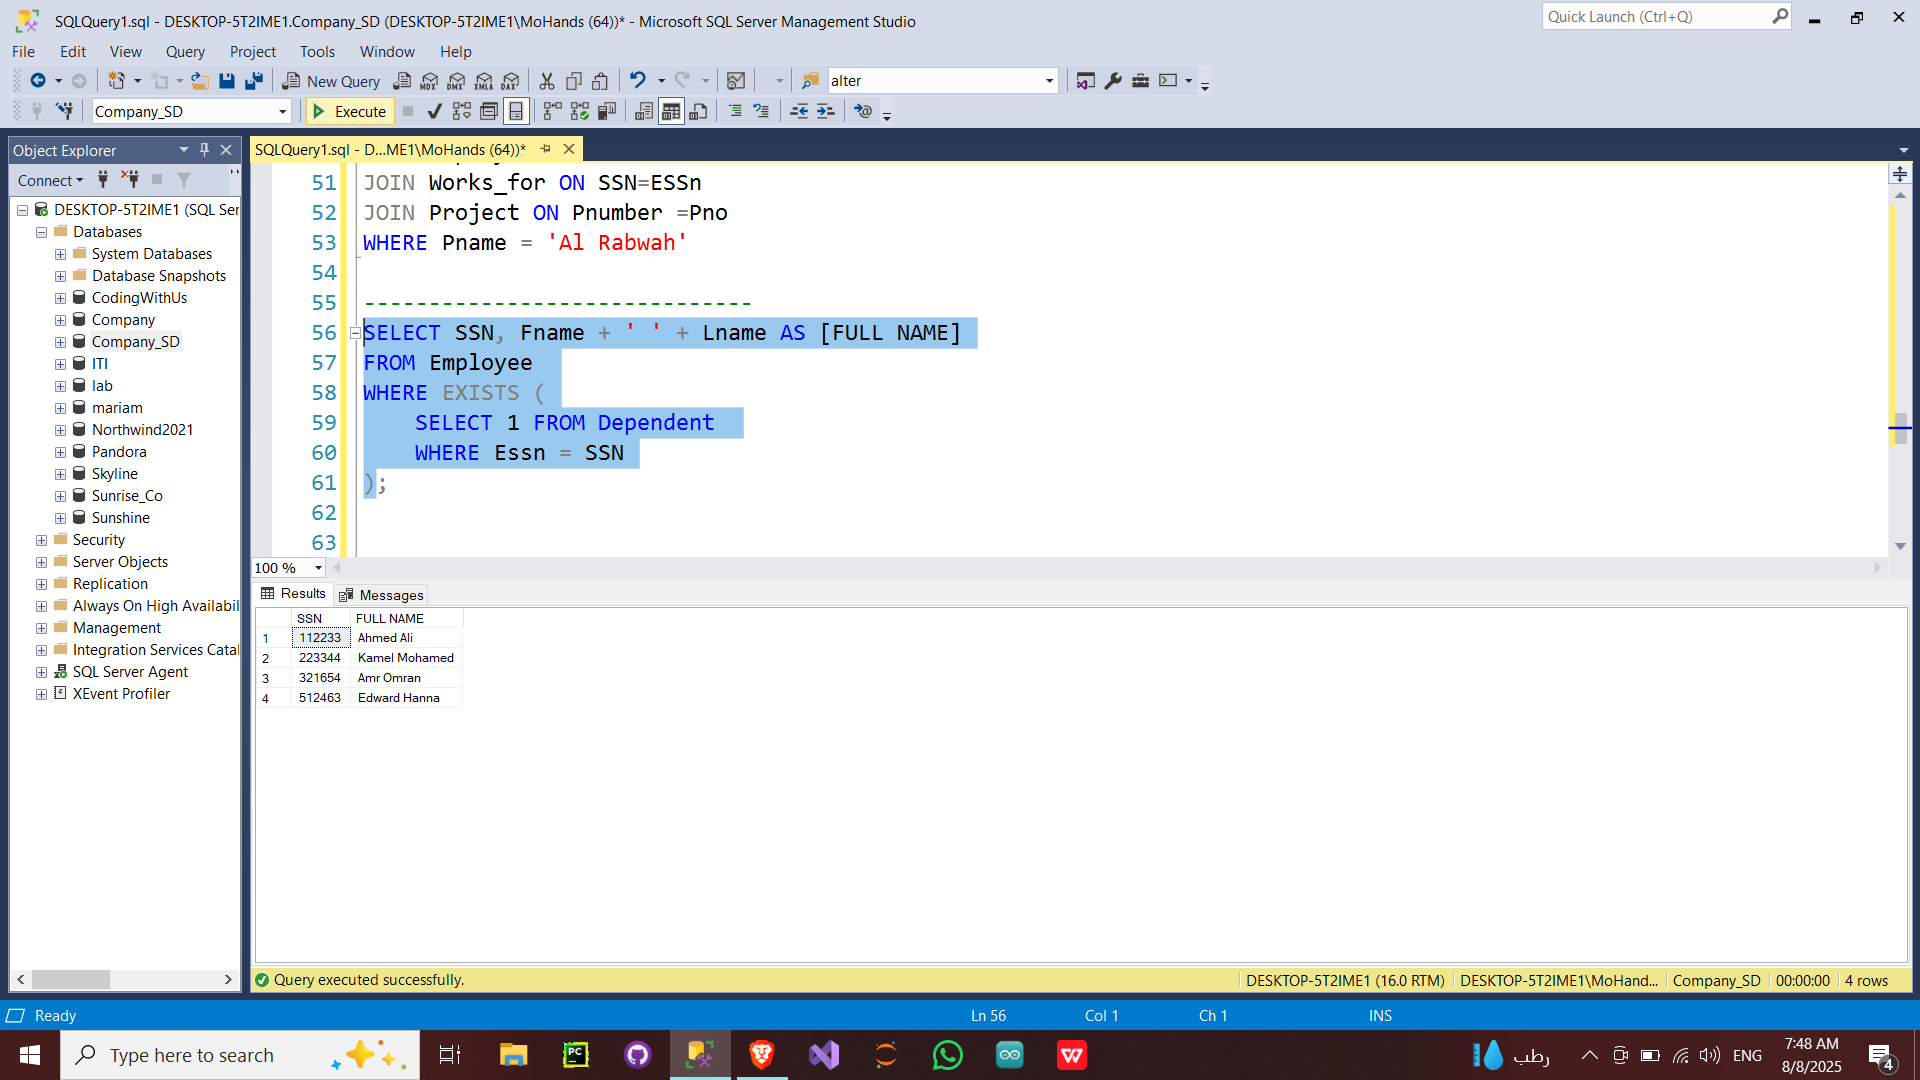 SQLQuery1.sql - DESKTOP-5T2IME1.Company_SD (DESKTOP-5T2IME1\MoHands (64))* - Microsoft SQL Server Management Studio
Quick Launch (Ctrl+Q)
File Edit View Query Project Tools Window Help
New Query
MDX DMX XMLA DAX
alter
Company_SD
Execute
Object Explorer
SQLQuery1.sql - D...ME1\MoHands (64))*
Connect
DESKTOP-5T2IME1 (SQL Ser
Databases
System Databases
Database Snapshots
CodingWithUs
Company
Company_SD
ITI
lab
mariam
Northwind2021
Pandora
Skyline
Sunrise_Co
Sunshine
Security
Server Objects
Replication
Always On High Availabil
Management
Integration Services Catal
SQL Server Agent
XEvent Profiler
51 JOIN Works_for ON SSN=ESSn
52 JOIN Project ON Pnumber =Pno
53 WHERE Pname = 'Al Rabwah'
54
55 ------------------------------
56 SELECT SSN, Fname + ' ' + Lname AS [FULL NAME]
57 FROM Employee
58 WHERE EXISTS (
59 SELECT 1 FROM Dependent
60 WHERE Essn = SSN
61 );
62
63
100 %
Results Messages
SSN FULL NAME
1 112233 Ahmed Ali
2 223344 Kamel Mohamed
3 321654 Amr Omran
4 512463 Edward Hanna
Query executed successfully.
DESKTOP-5T2IME1 (16.0 RTM) DESKTOP-5T2IME1\MoHand... Company_SD 00:00:00 4 rows
Ready
Ln 56 Col 1 Ch 1 INS
Type here to search
PC
W
رطب
ENG
7:48 AM
8/8/2025
4